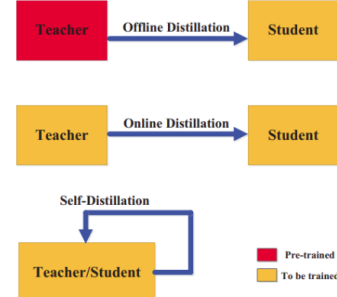 Teacher
Offline Distillation
Student
Teacher
Online Distillation
Student
Self-Distillation
Teacher/Student
Pre-trained
To be trained